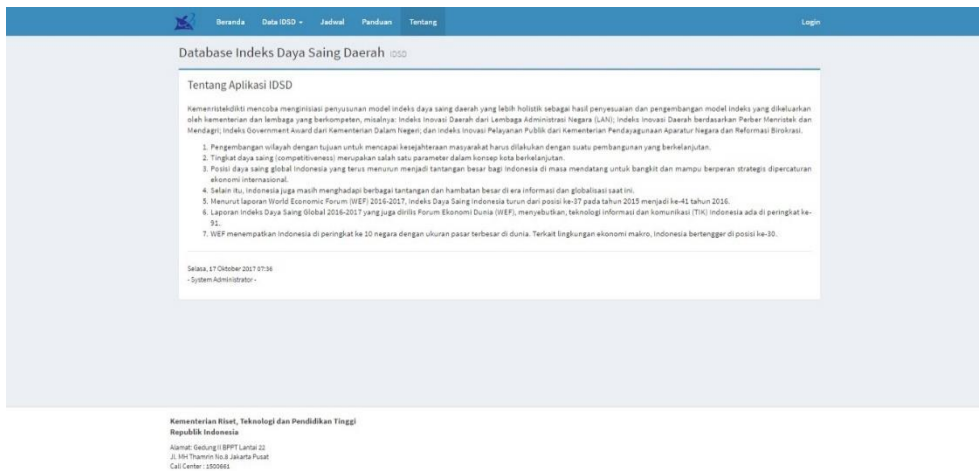 Beranda Data IDSD Jadwal Panduan Tentang Login
Database Indeks Daya Saing Daerah IDSD
Tentang Aplikasi IDSD
Kemenristekdikti mencoba menginisiasi penyusunan model indeks daya saing daerah yang lebih holistik sebagai hasil penyesuaian dan pengembangan model indeks yang dikeluarkan
oleh kementerian dan lembaga yang berkompeten, misalnya: Indeks Inovasi Daerah dari Lembaga Administrasi Negara (LAN); Indeks Inovasi Daerah berdasarkan Perber Menristek dan
Mendagri; Indeks Government Award dari Kementerian Dalam Negeri; dan Indeks Inovasi Pelayanan Publik dari Kementerian Pendayagunaan Aparatur Negara dan Reformasi Birokrasi.
1. Pengembangan wilayah dengan tujuan untuk mencapai kesejahteraan masyarakat harus dilakukan dengan suatu pembangunan yang berkelanjutan.
2. Tingkat daya saing (competitiveness) merupakan salah satu parameter dalam konsep kota berkelanjutan.
3. Posisi daya saing global Indonesia yang terus menurun menjadi tantangan besar bagi Indonesia di masa mendatang untuk bangkit dan mampu berperan strategis dipercaturan
ekonomi internasional.
4. Selain itu, Indonesia juga masih menghadapi berbagai tantangan dan hambatan besar di era informasi dan globalisasi saat ini.
5. Menurut laporan World Economic Forum (WEF) 2016-2017, Indeks Daya Saing Indonesia turun dari posisi ke-37 pada tahun 2015 menjadi ke-41 tahun 2016.
6. Laporan Indeks Daya Saing Global 2016-2017 yang juga dirilis Forum Ekonomi Dunia (WEF), menyebutkan, teknologi informasi dan komunikasi (TIK) Indonesia ada di peringkat ke-
91.
7. WEF menempatkan Indonesia di peringkat ke 10 negara dengan ukuran pasar terbesar di dunia. Terkait lingkungan ekonomi makro, Indonesia bertengger di posisi ke-30.
Selasa, 17 Oktober 2017 07:36
- System Administrator -
Kementerian Riset, Teknologi dan Pendidikan Tinggi
Republik Indonesia
Alamat: Gedung II BPPT Lantai 22
Jl. MH Thamrin No.8 Jakarta Pusat
Call Center : 1500661